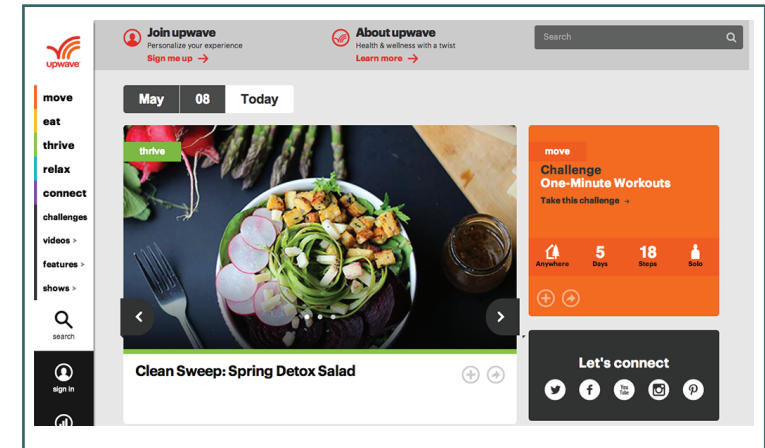 upwave
move
eat
thrive
relax
connect
challenges
videos >
features >
shows >
search
sign in
Join upwave
Personalize your experience
Sign me up →
About upwave
Health & wellness with a twist
Learn more →
Search
May 08 Today
thrive
Clean Sweep: Spring Detox Salad
move
Challenge
One-Minute Workouts
Take this challenge →
5 18
Anywhere Days Steps Solo
Let's connect
You
Tube